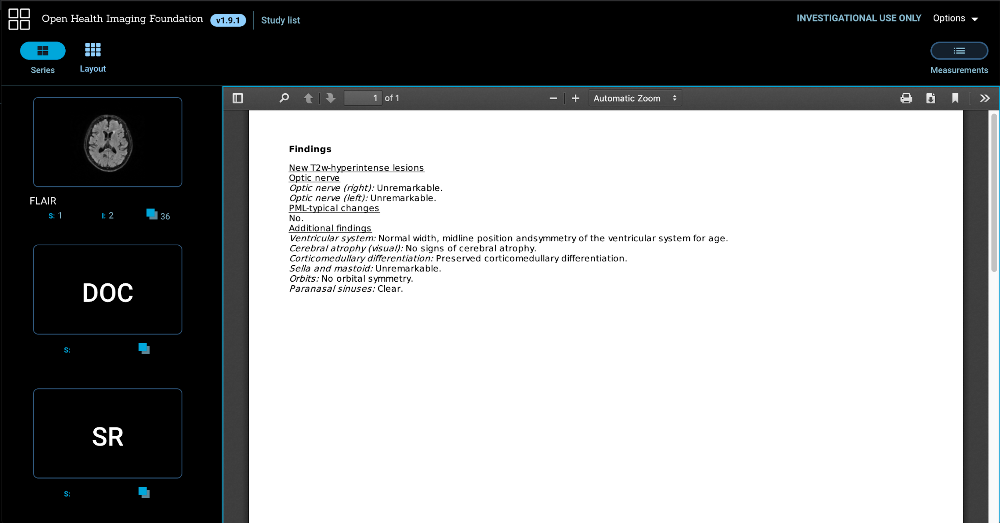 Open Health Imaging Foundation v1.9.1 Study list INVESTIGATIONAL USE ONLY Options
Series Layout Measurements
1 of 1 Automatic Zoom
FLAIR
S: 1 I: 2 36
DOC
S:
SR
S:
Findings
New T2w-hyperintense lesions
Optic nerve
Optic nerve (right): Unremarkable.
Optic nerve (left): Unremarkable.
PML-typical changes
No.
Additional findings
Ventricular system: Normal width, midline position andsymmetry of the ventricular system for age.
Cerebral atrophy (visual): No signs of cerebral atrophy.
Corticomedullary differentiation: Preserved corticomedullary differentiation.
Sella and mastoid: Unremarkable.
Orbits: No orbital symmetry.
Paranasal sinuses: Clear.